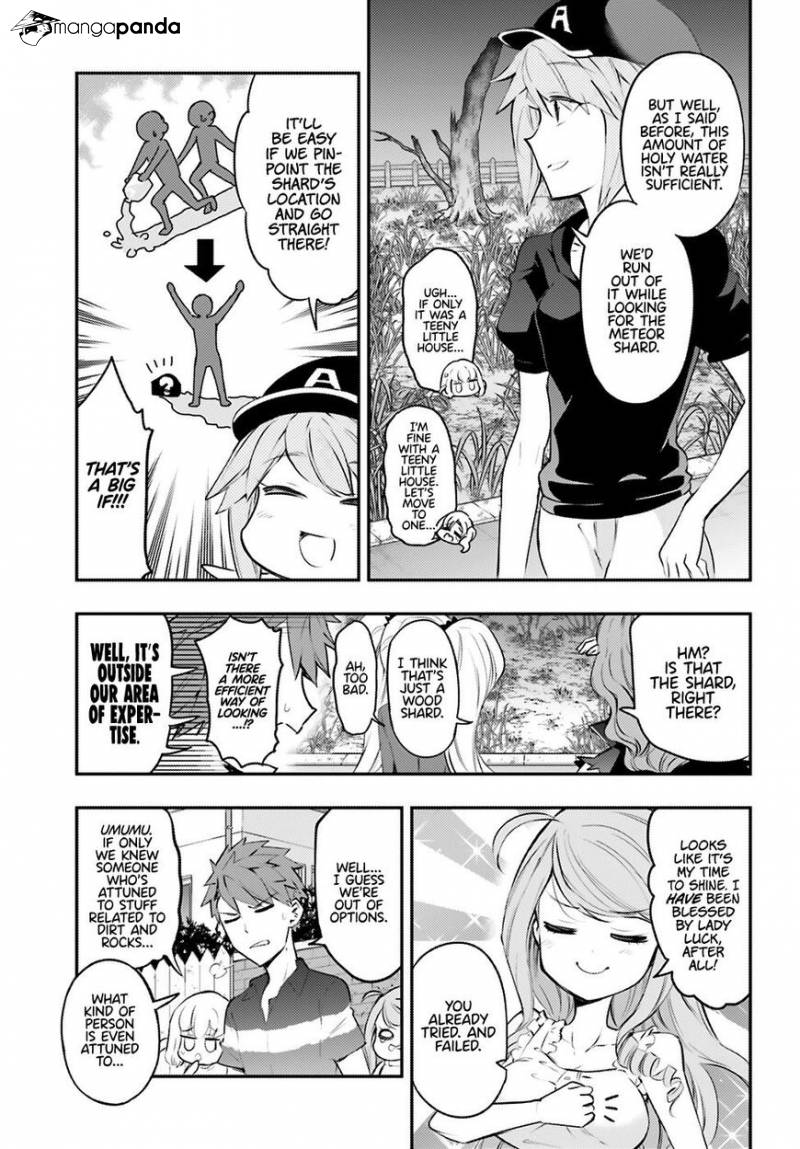 mangapanda
A
BUT WELL,
AS I SAID
BEFORE, THIS
AMOUNT OF
HOLY WATER
ISN'T REALLY
SUFFICIENT.
WE'D
RUN
OUT OF IT
WHILE
LOOKING
FOR THE
METEOR
SHARD.
UGH...
IF ONLY
IT WAS A
TEENY
LITTLE
HOUSE...
I'M
FINE
WITH A
TEENY
LITTLE
HOUSE.
LET'S
MOVE
TO
ONE...
IT'LL
BE EASY
IF WE PIN-
POINT THE
SHARD'S
LOCATION
AND GO
STRAIGHT
THERE!
?
A
THAT'S
A BIG
IF!!!
HM?
IS THAT
THE SHARD,
RIGHT
THERE?
I THINK
THAT'S
JUST A
WOOD
SHARD.
AH,
TOO
BAD.
ISN'T
THERE
A MORE
EFFICIENT
WAY OF
LOOKING
...!?
WELL, IT'S
OUTSIDE
OUR AREA
OF EXPER-
TISE.
LOOKS
LIKE IT'S
MY TIME
TO SHINE. I
HAVE BEEN
BLESSED
BY LADY
LUCK,
AFTER
ALL!
YOU
ALREADY
TRIED. AND
FAILED.
WELL...
I GUESS
WE'RE
OUT OF
OPTIONS.
UMUMU.
IF ONLY
WE KNEW
SOMEONE
WHO'S
ATTUNED
TO STUFF
RELATED TO
DIRT AND
ROCKS...
WHAT
KIND OF
PERSON
IS EVEN
ATTUNED
TO...